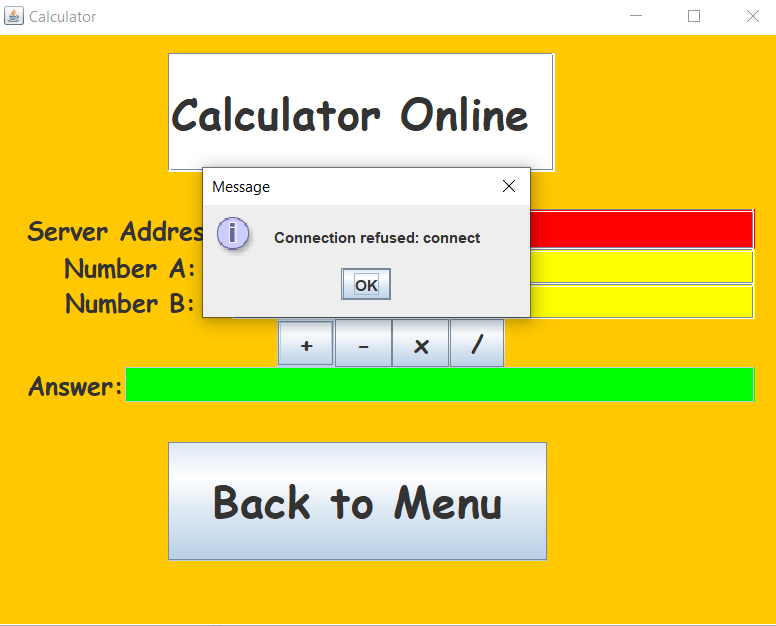 Calculator
Calculator Online
Message
Connection refused: connect
OK
Server Addres
Number A:
Number B:
+ - x /
Answer:
Back to Menu